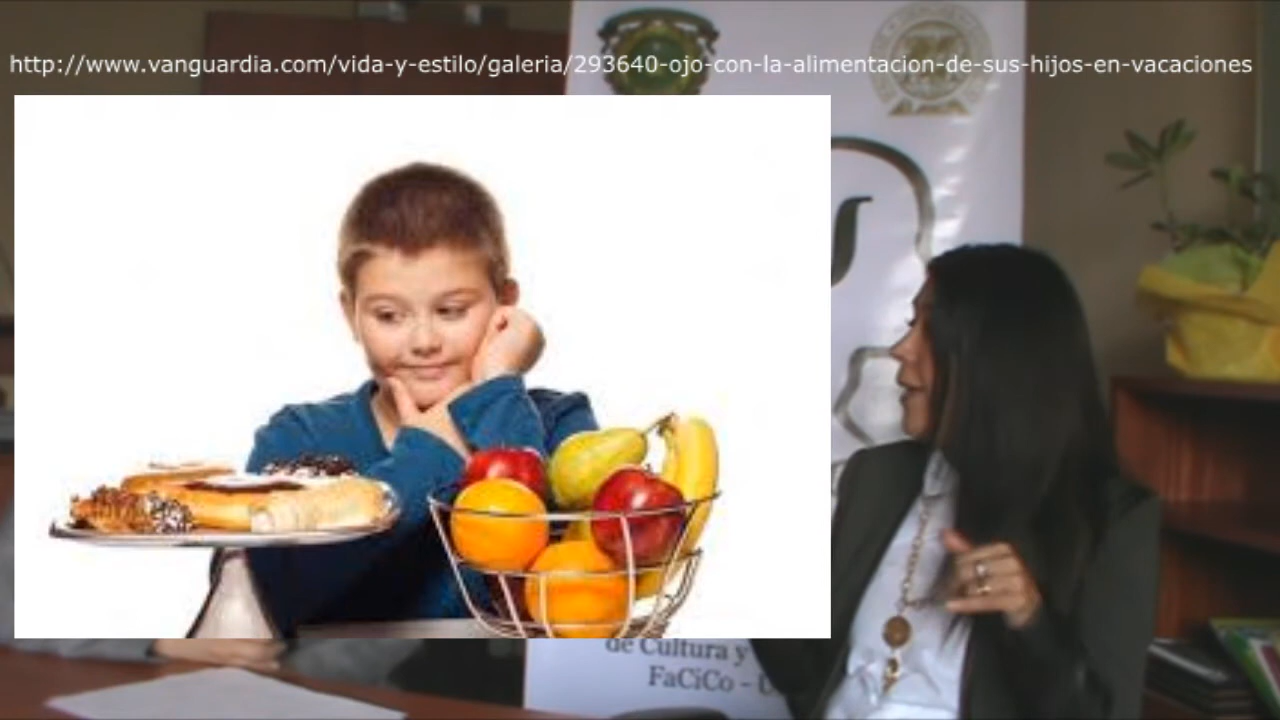 http://www.vanguardia.com/vida-y-estilo/galeria/293640-ojo-con-la-alimentacion-de-sus-hijos-en-vacaciones
de Cultura y
FaCiCo - U